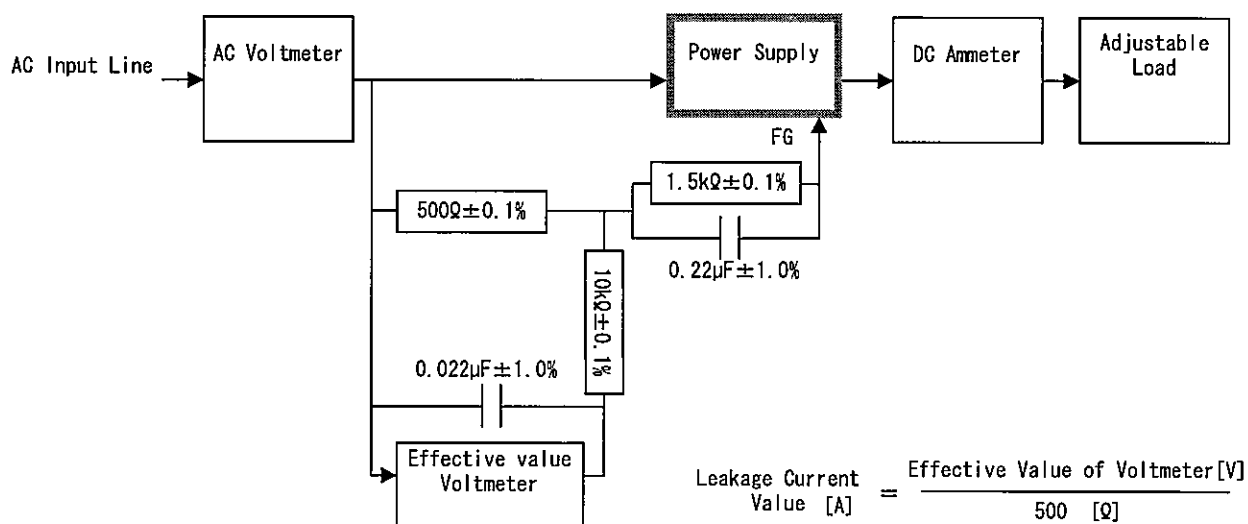 AC Input Line
AC Voltmeter
Power Supply
DC Ammeter
Adjustable
Load
FG
1.5kΩ±0.1%
500Ω±0.1%
0.22μF±1.0%
10kΩ±0.1%
0.022μF±1.0%
Effective value
Voltmeter
Leakage Current
Value [A]
=
Effective Value of Voltmeter[V]
500 [Ω]